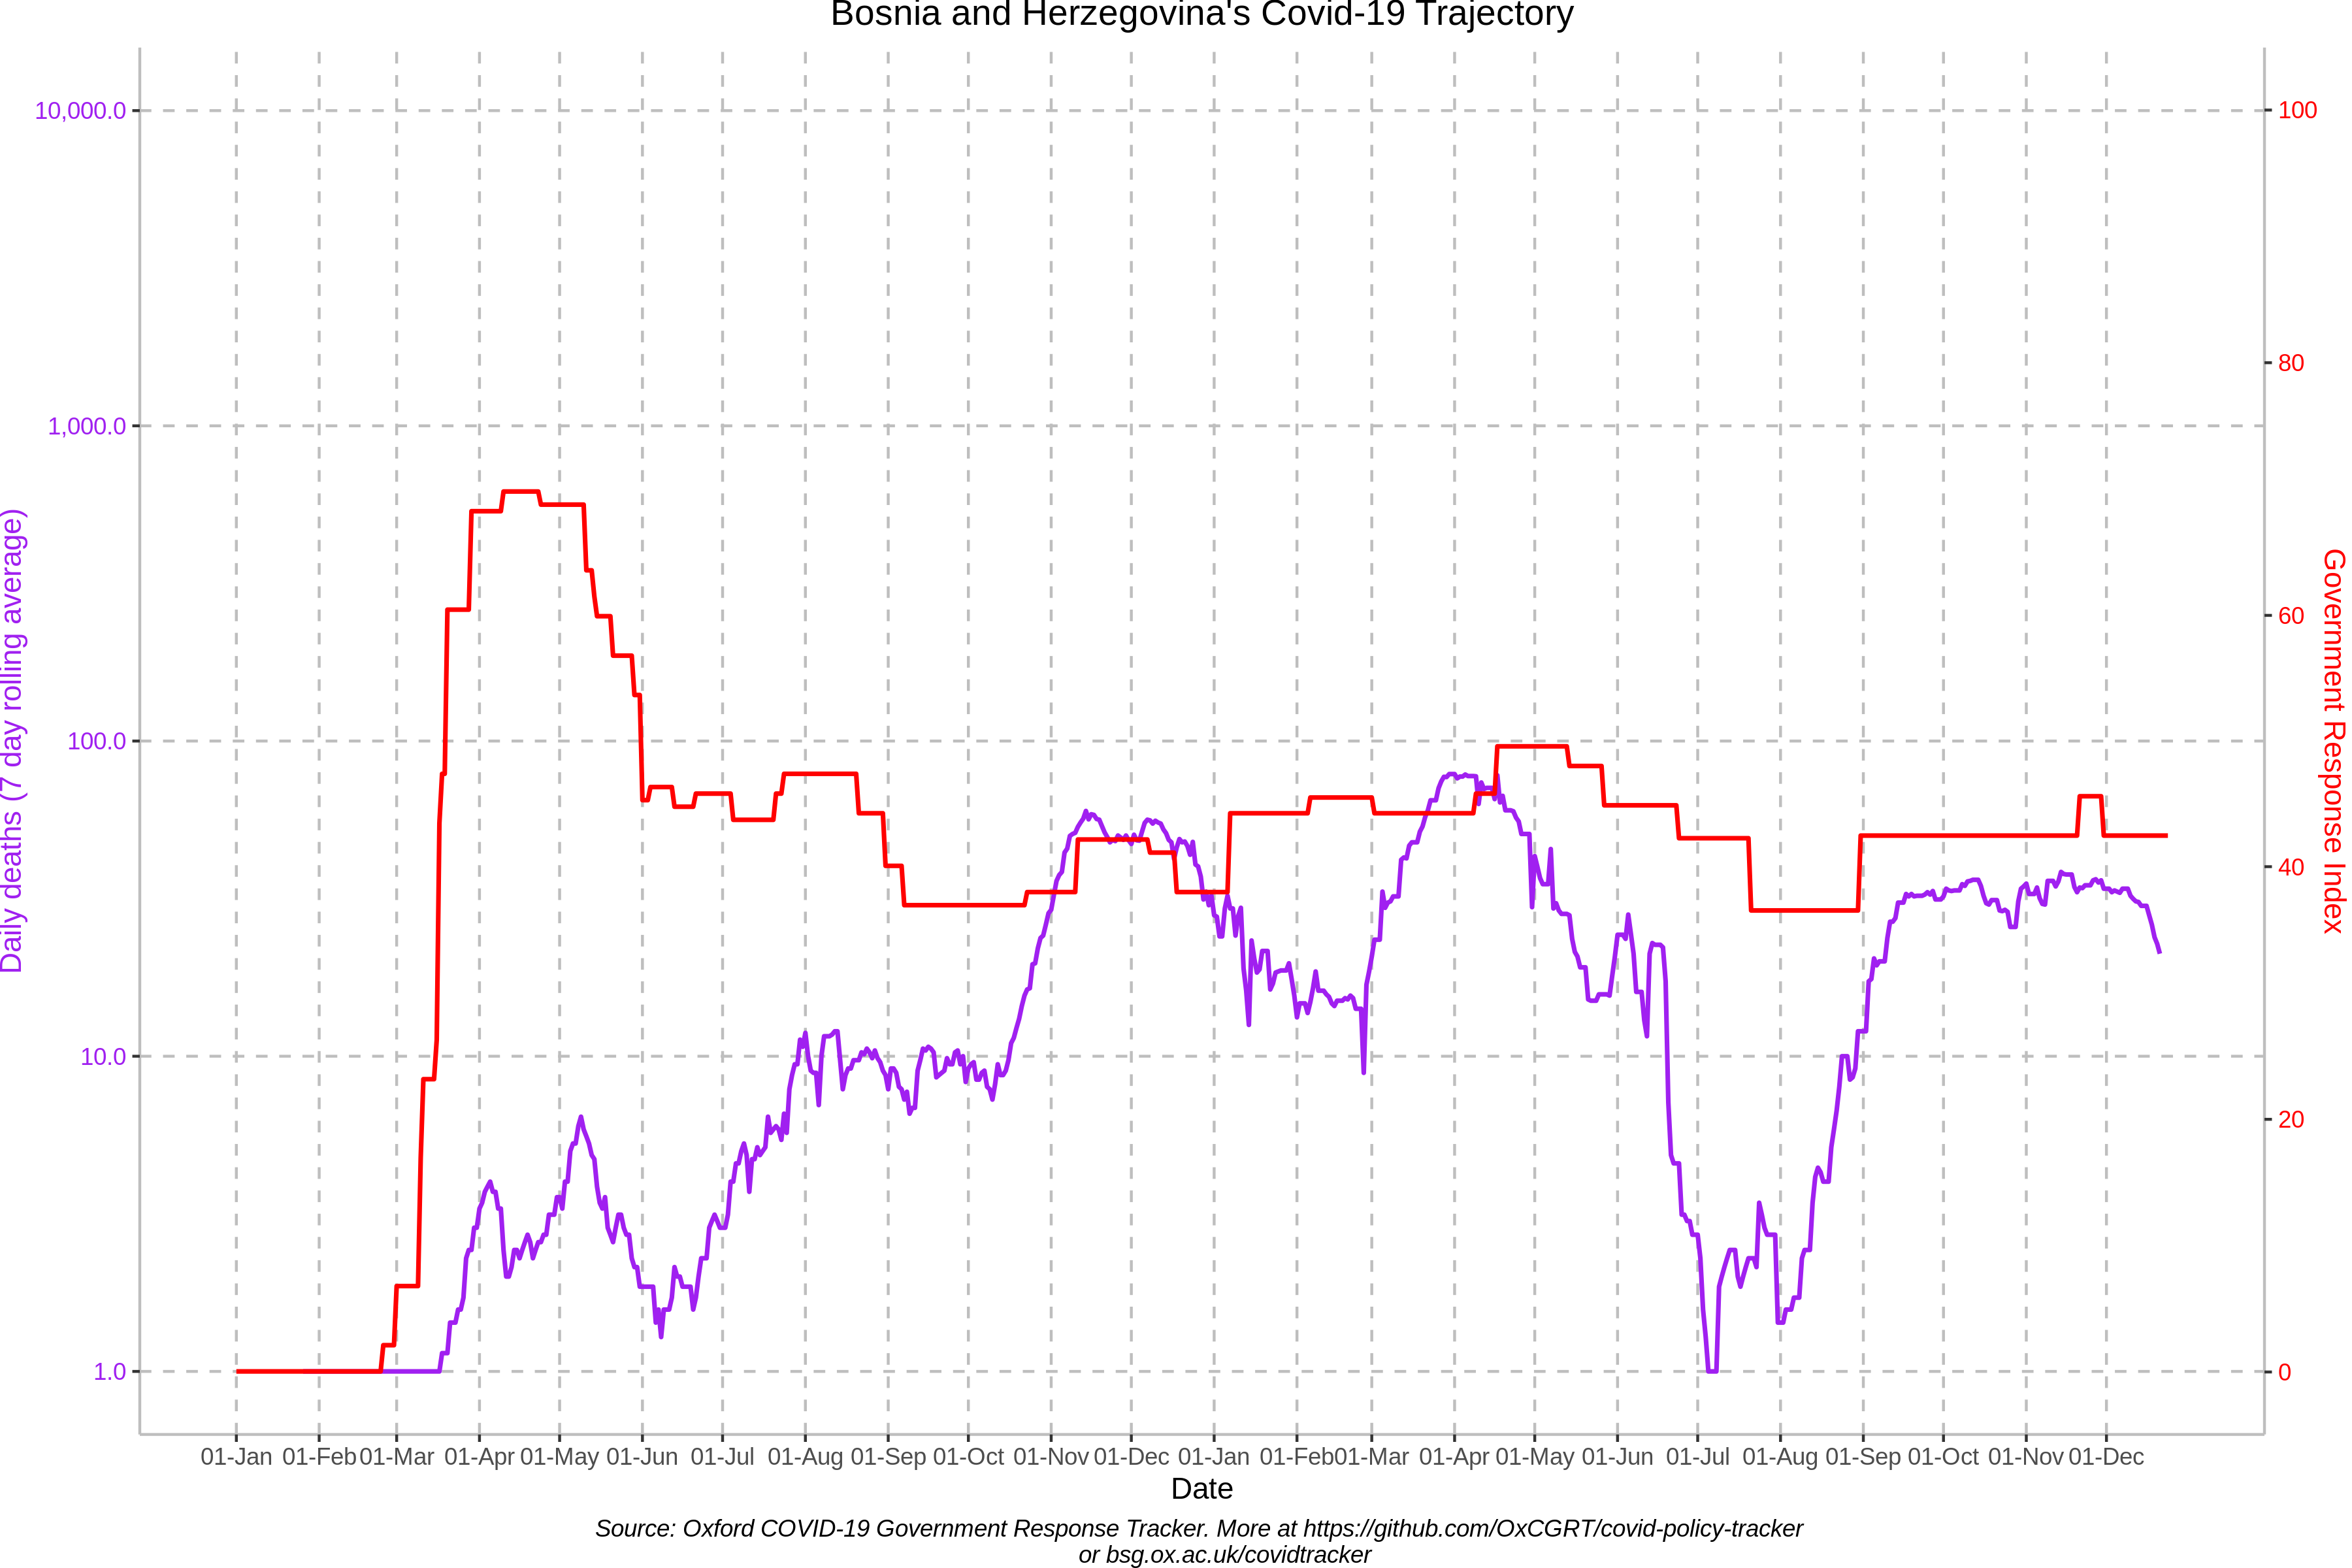 Bosnia and Herzegovina's Covid-19 Trajectory
10,000.0
1,000.0
100.0
10.0
1.0
Daily deaths (7 day rolling average)
100
80
60
40
20
0
Government Response Index
01-Jan 01-Feb 01-Mar 01-Apr 01-May 01-Jun 01-Jul 01-Aug 01-Sep 01-Oct 01-Nov 01-Dec 01-Jan 01-Feb 01-Mar 01-Apr 01-May 01-Jun 01-Jul 01-Aug 01-Sep 01-Oct 01-Nov 01-Dec
Date
Source: Oxford COVID-19 Government Response Tracker. More at https://github.com/OxCGRT/covid-policy-tracker
or bsg.ox.ac.uk/covidtracker